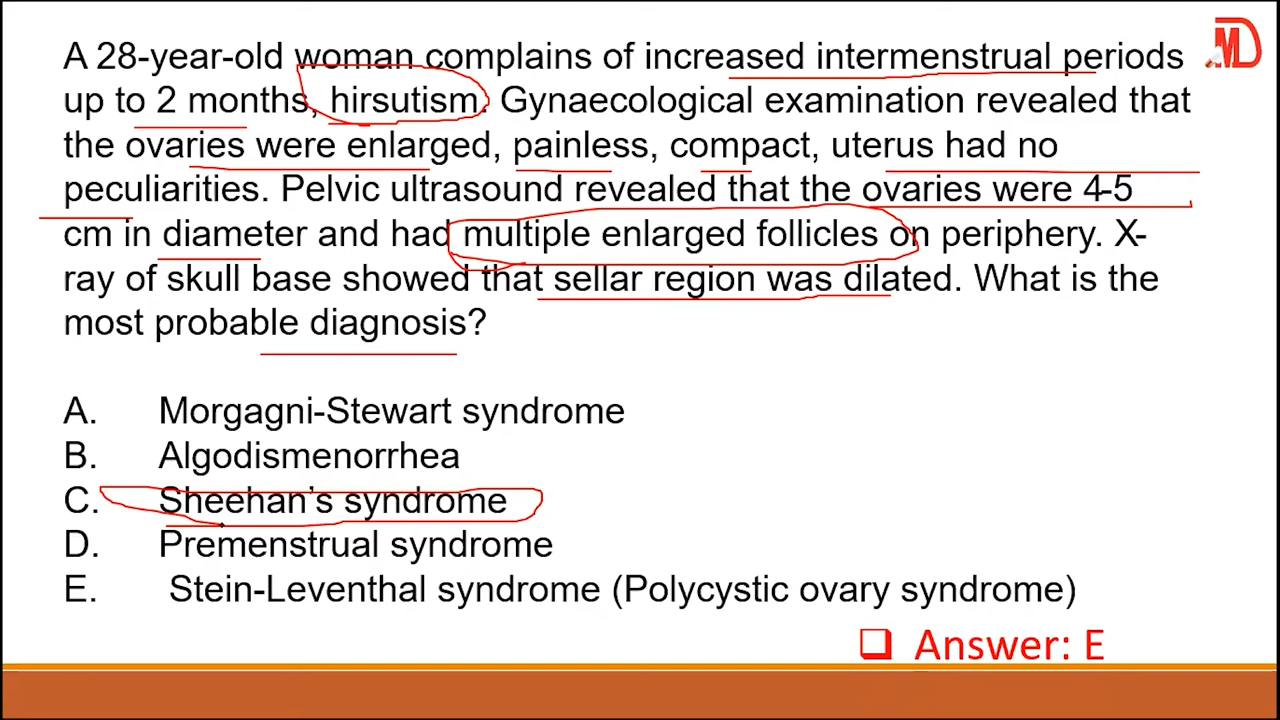 MD
A 28-year-old woman complains of increased intermenstrual periods
up to 2 months, hirsutism. Gynaecological examination revealed that
the ovaries were enlarged, painless, compact, uterus had no
peculiarities. Pelvic ultrasound revealed that the ovaries were 4-5
cm in diameter and had multiple enlarged follicles on periphery. X-
ray of skull base showed that sellar region was dilated. What is the
most probable diagnosis?
A. Morgagni-Stewart syndrome
B. Algodismenorrhea
C. Sheehan's syndrome
D. Premenstrual syndrome
E. Stein-Leventhal syndrome (Polycystic ovary syndrome)
Answer: E